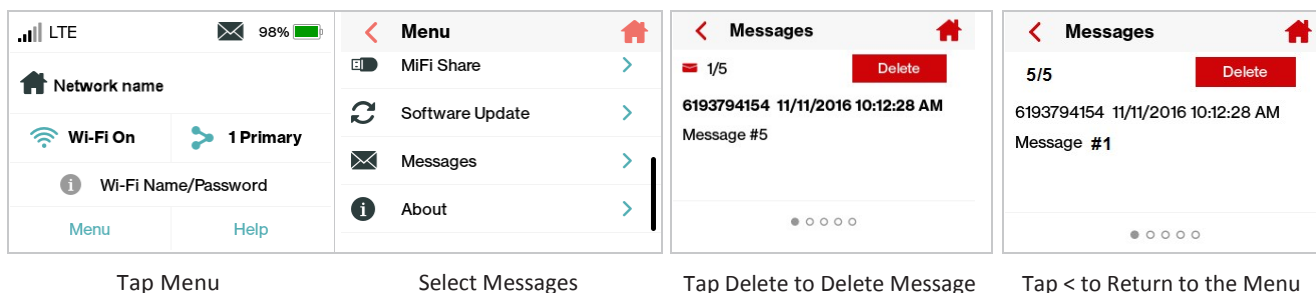 LTE 98%
Network name
Wi-Fi On 1 Primary
Wi-Fi Name/Password
Menu Help
Tap Menu
Menu
MiFi Share
Software Update
Messages
About
Select Messages
Messages
1/5 Delete
6193794154 11/11/2016 10:12:28 AM
Message #5
Tap Delete to Delete Message
Messages
5/5 Delete
6193794154 11/11/2016 10:12:28 AM
Message #1
Tap < to Return to the Menu